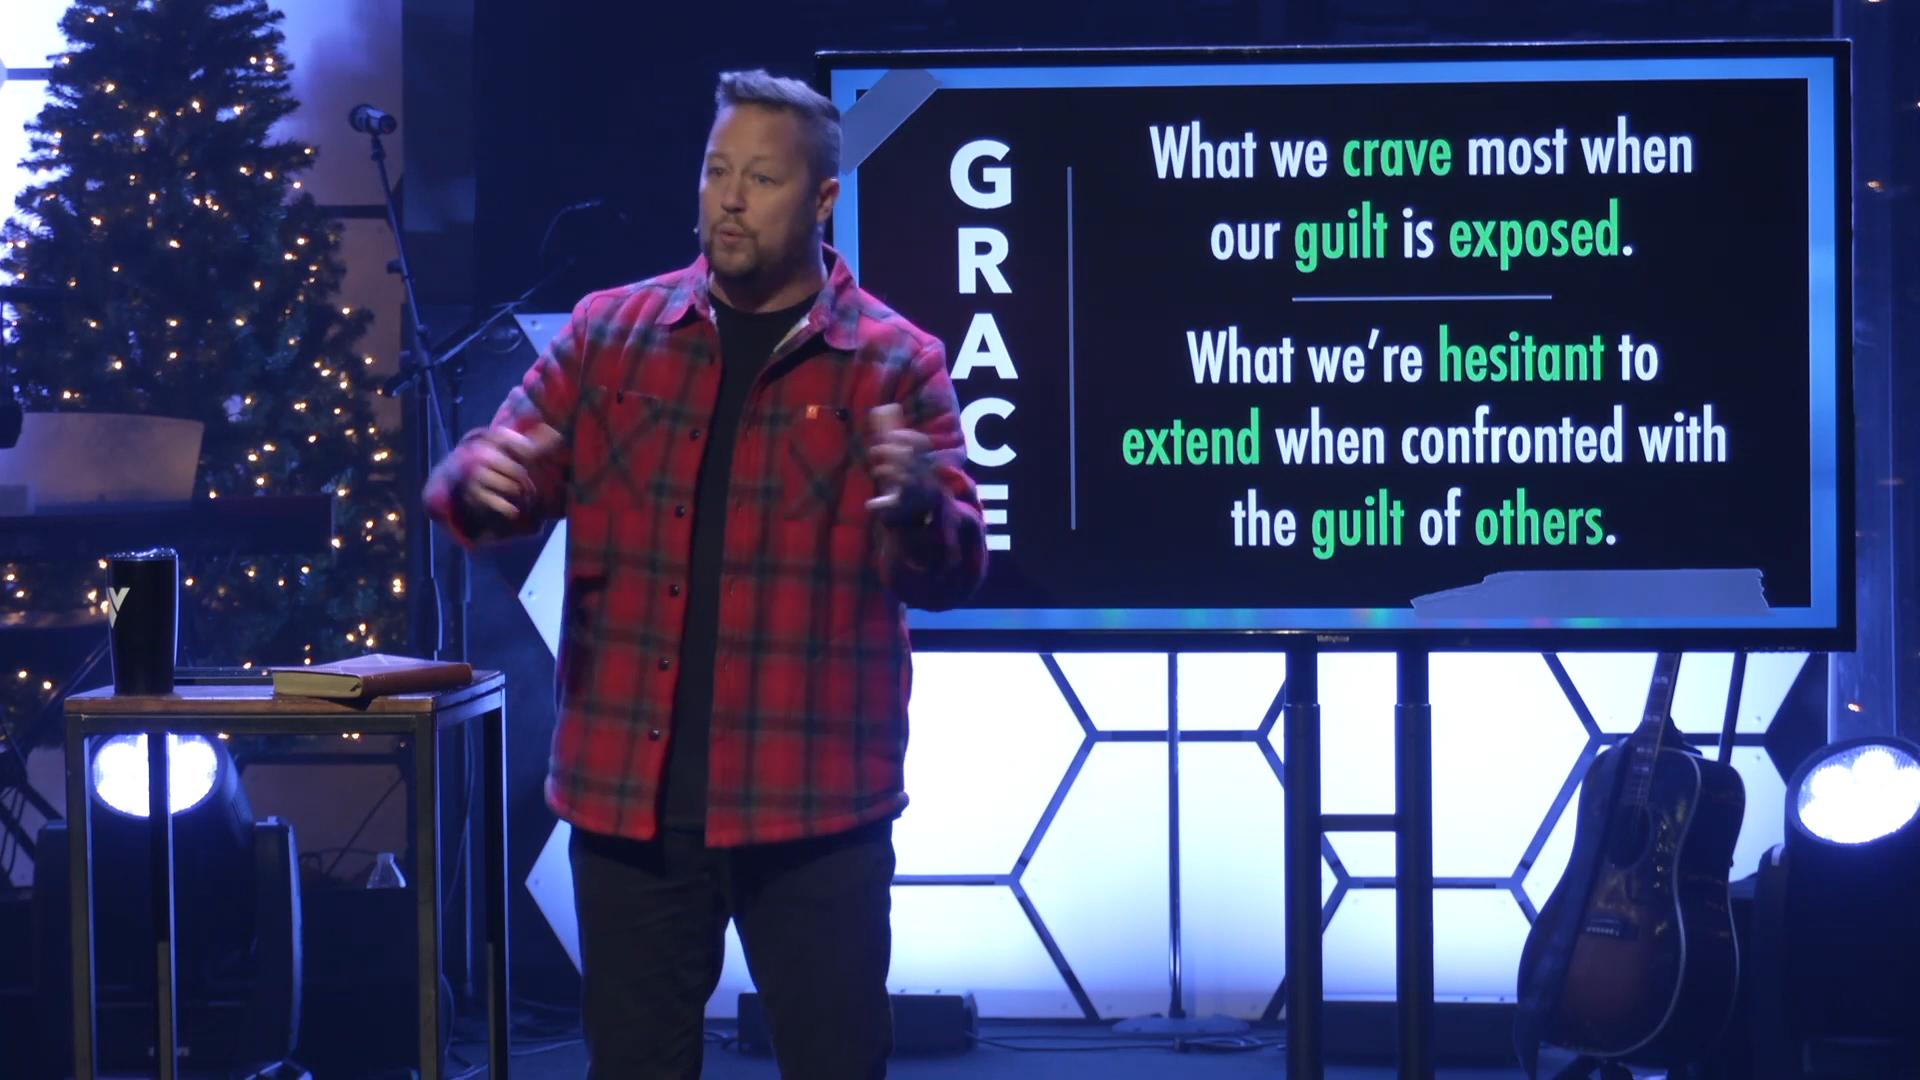 GRACE
What we crave most when
our guilt is exposed.
What we're hesitant to
extend when confronted with
the guilt of others.
Westinghouse